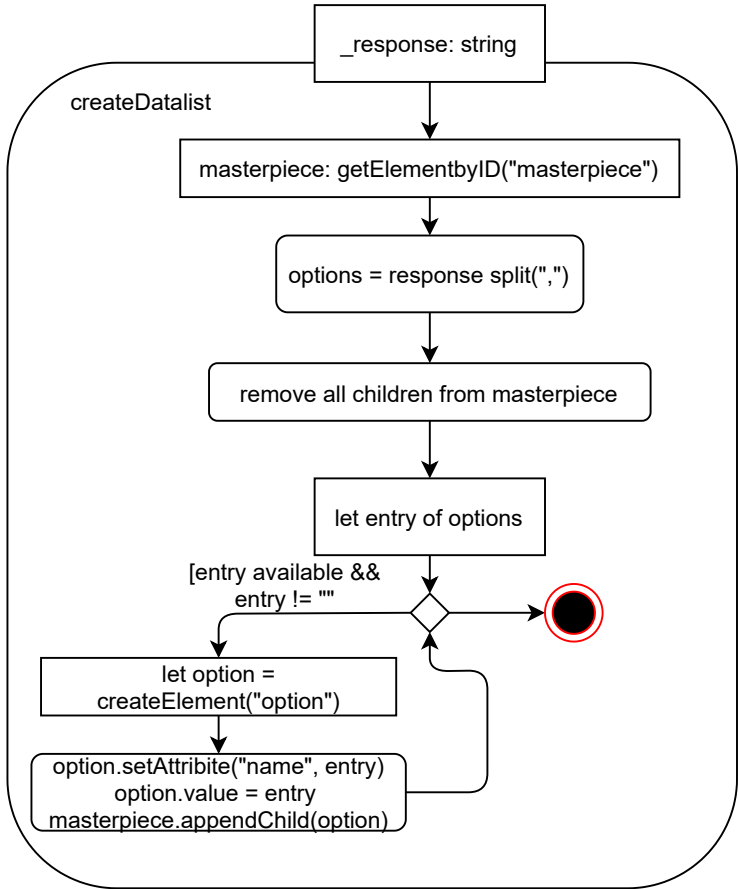 _response: string
createDatalist
masterpiece: getElementbyID("masterpiece")
options = response split(",")
remove all children from masterpiece
let entry of options
[entry available &&
entry != ""
let option =
createElement("option")
option.setAttribite("name", entry)
option.value = entry
masterpiece.appendChild(option)